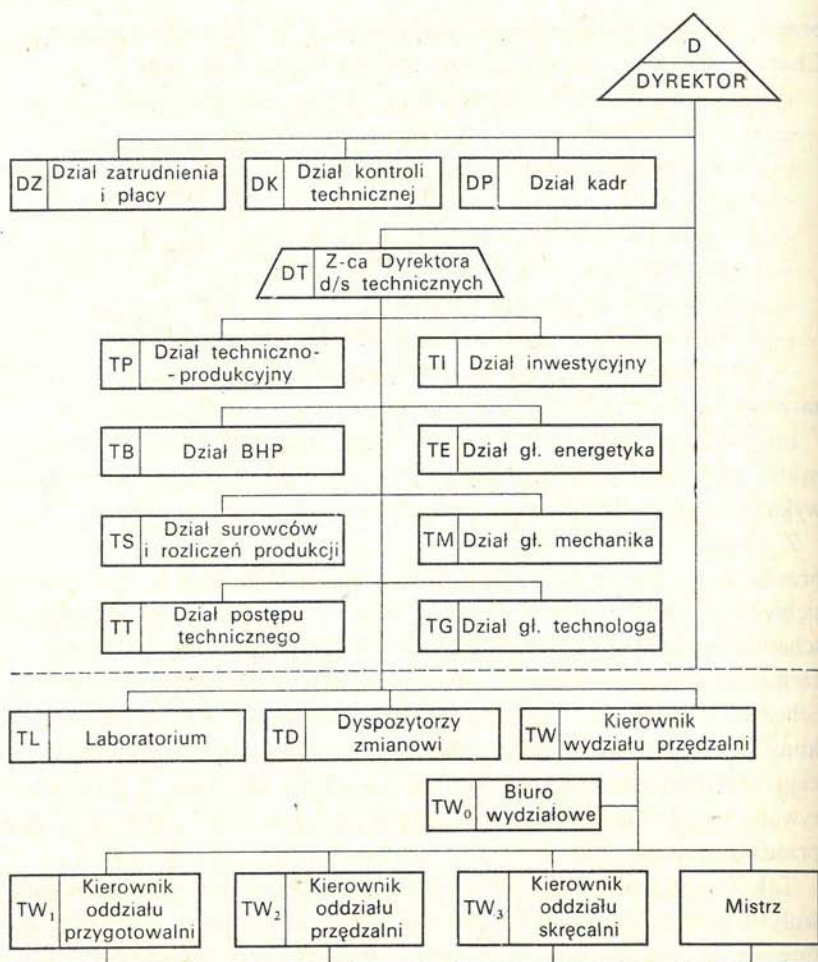 D
DYREKTOR
DZ
Dział zatrudnienia
i płacy
DK
Dział kontroli
technicznej
DP
Dział kadr
DT
Z-ca Dyrektora
d/s technicznych
TP
Dział techniczno-
-produkcyjny
TI
Dział inwestycyjny
TB
Dział BHP
TE
Dział gł. energetyka
TS
Dział surowców
i rozliczeń produkcji
TM
Dział gł. mechanika
TT
Dział postępu
technicznego
TG
Dział gł. technologa
TL
Laboratorium
TD
Dyspozytorzy
zmianowi
TW
Kierownik
wydziału przędzalni
TW₀
Biuro
wydziałowe
TW₁
Kierownik
oddziału
przygotowalni
TW₂
Kierownik
oddziału
przędzalni
TW₃
Kierownik
oddziału
skręcalni
Mistrz